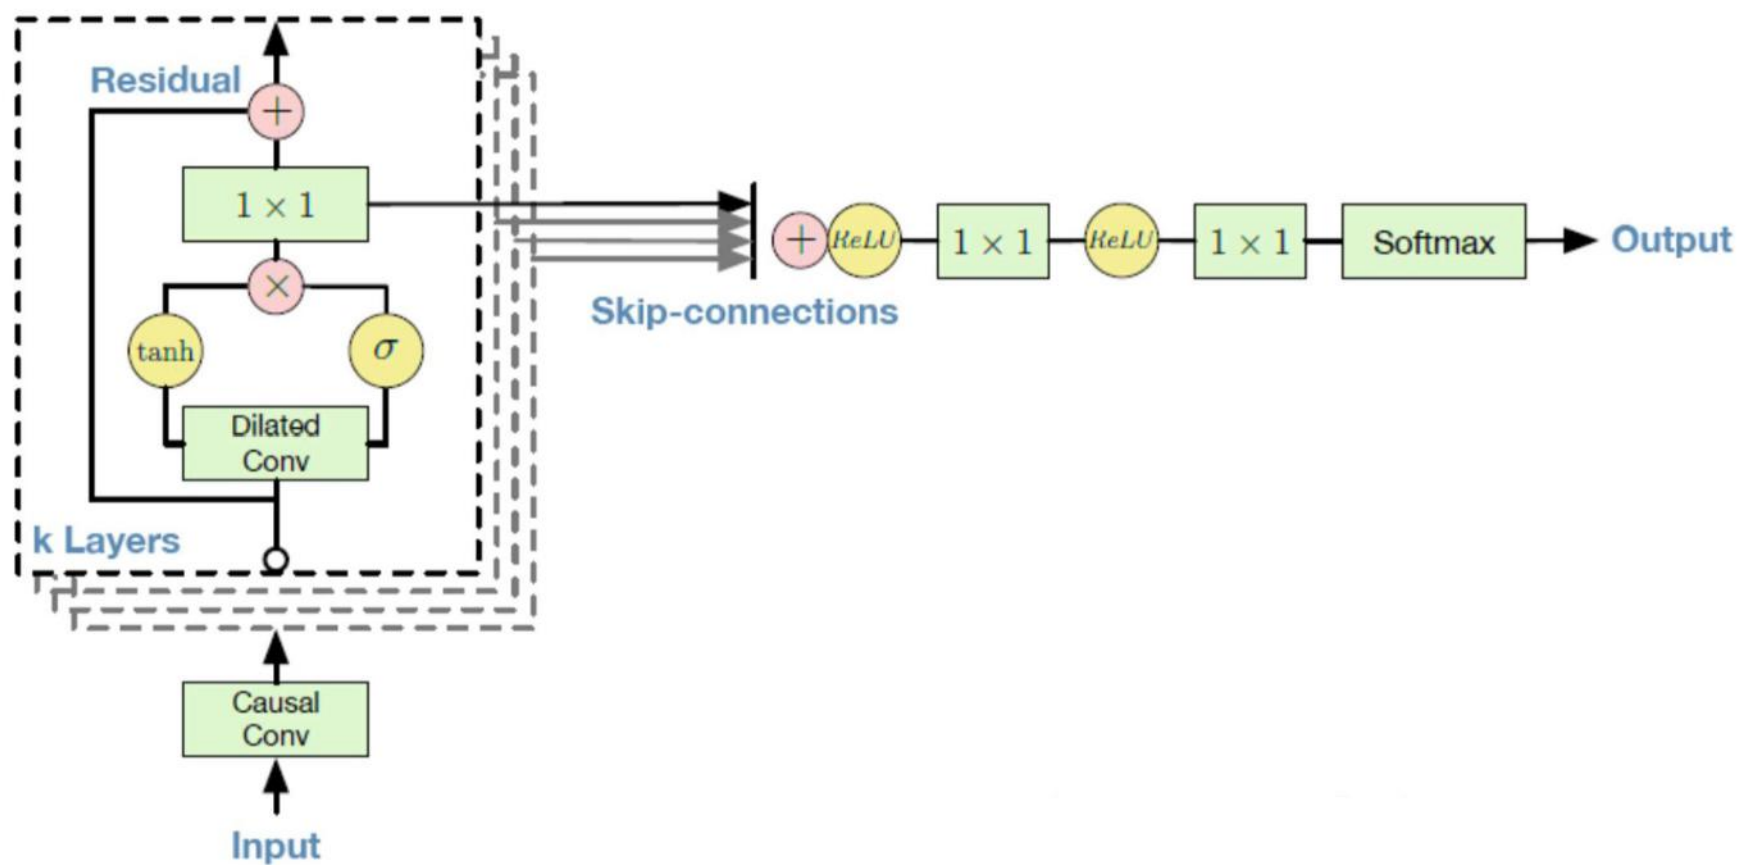 Residual
+
1 × 1
×
tanh
σ
Dilated
Conv
k Layers
Causal
Conv
Input
Skip-connections
+
ReLU
1 × 1
ReLU
1 × 1
Softmax
Output